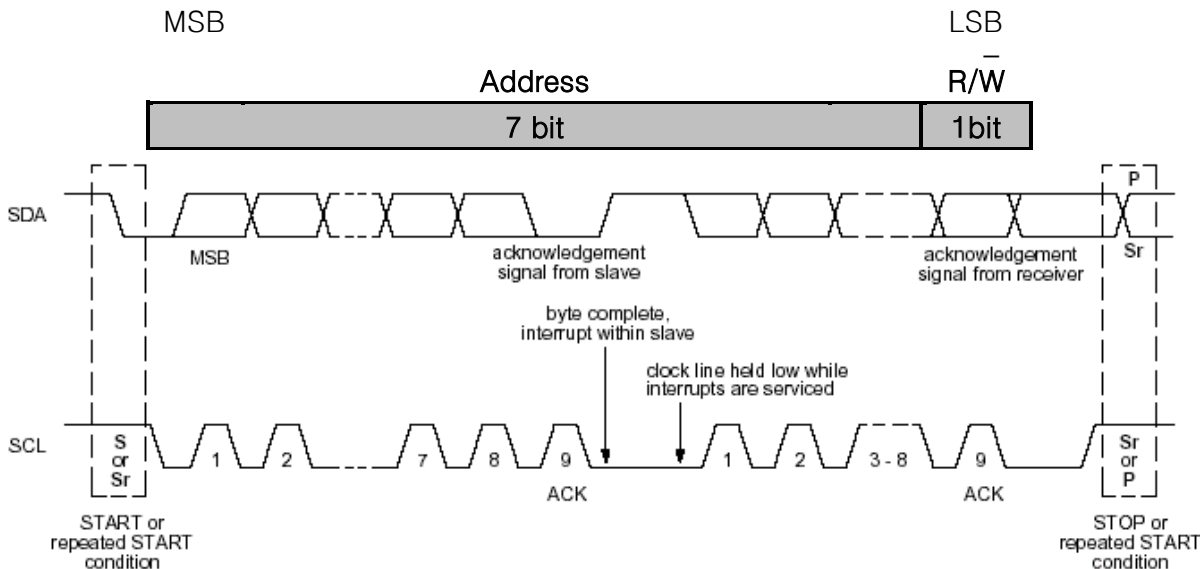 MSB LSB
Address R/W̅
7 bit 1bit
P
SDA
MSB
acknowledgement
signal from slave
acknowledgement
signal from receiver
Sr
byte complete,
interrupt within slave
clock line held low while
interrupts are serviced
SCL
S
or
Sr
1 2 7 8 9 1 2 3 - 8 9
Sr
or
P
ACK ACK
START or
repeated START
condition
STOP or
repeated START
condition